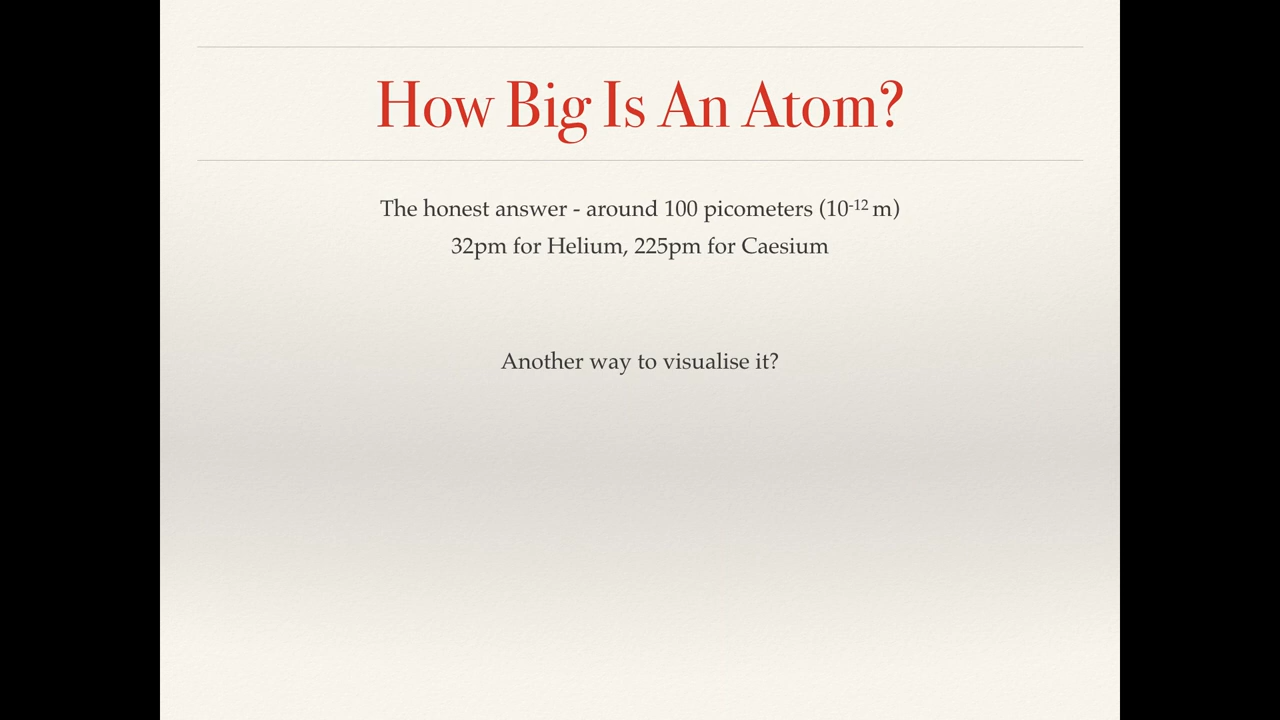 How Big Is An Atom?
The honest answer - around 100 picometers (10⁻¹² m)
32pm for Helium, 225pm for Caesium
Another way to visualise it?